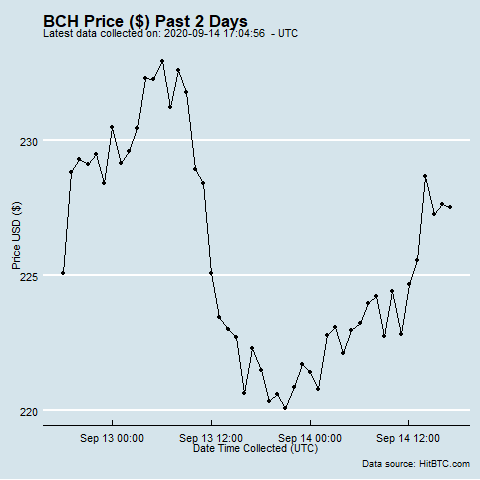 BCH Price ($) Past 2 Days
Latest data collected on: 2020-09-14 17:04:56 - UTC
Price USD ($)
230
225
220
Sep 13 00:00
Sep 13 12:00
Sep 14 00:00
Sep 14 12:00
Date Time Collected (UTC)
Data source: HitBTC.com